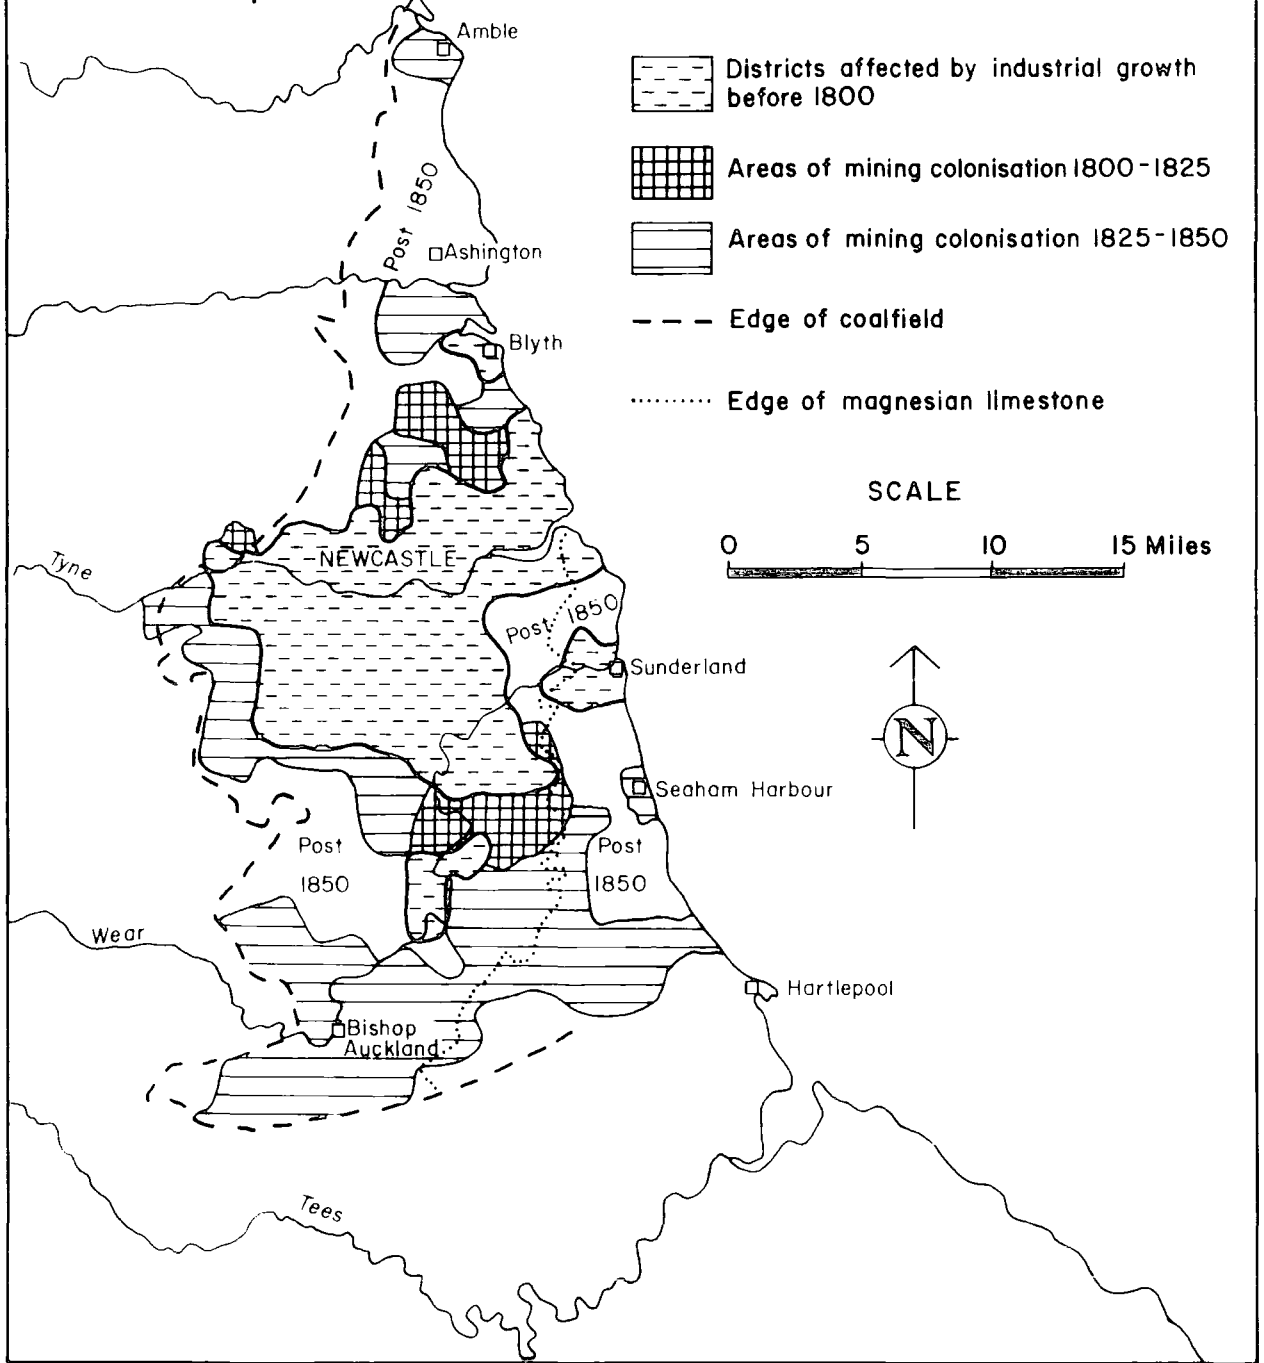 Amble
Districts affected by industrial growth
before 1800
Areas of mining colonisation 1800-1825
Post 1850
Ashington
Areas of mining colonisation 1825-1850
Edge of coalfield
Blyth
Edge of magnesian limestone
SCALE
0 5 10 15 Miles
NEWCASTLE
Tyne
Post 1850
Sunderland
N
Seaham Harbour
Post
1850
Post
1850
Wear
Hartlepool
Bishop
Auckland
Tees